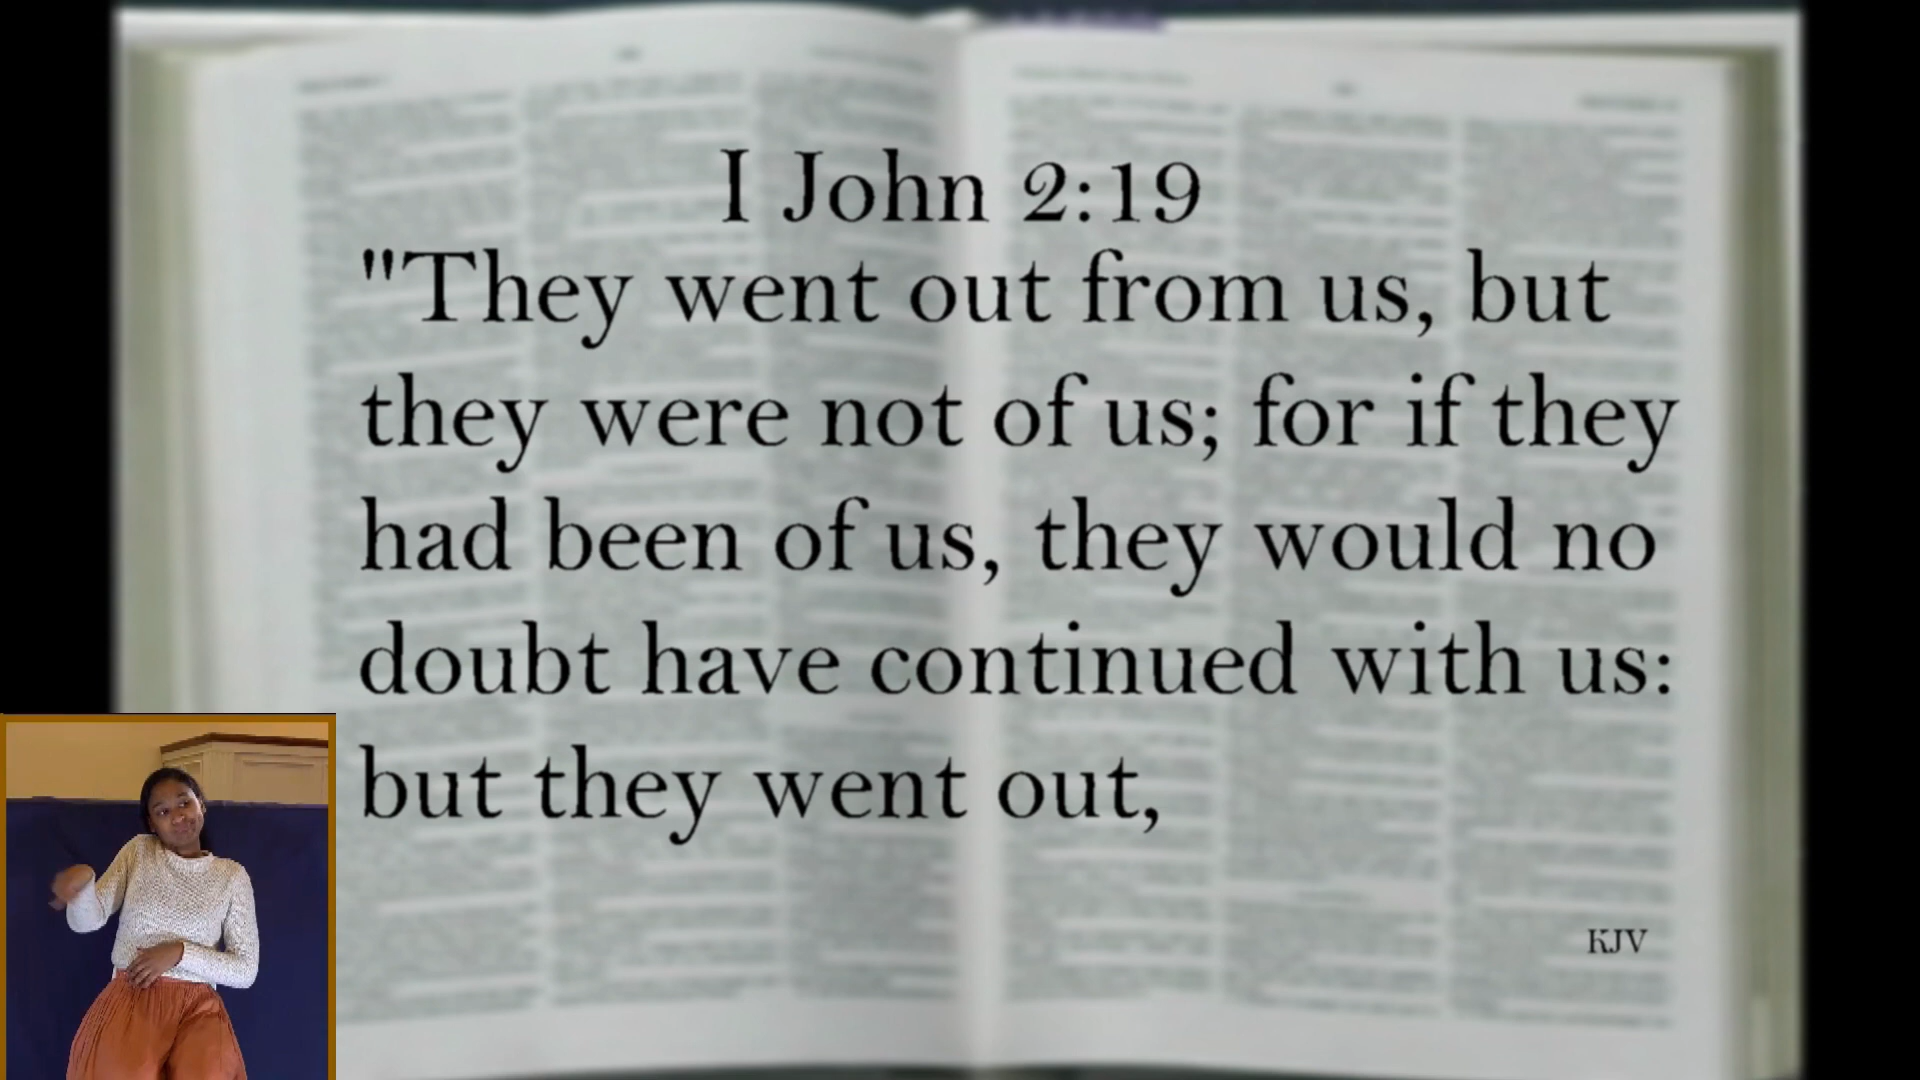 I John 2:19
"They went out from us, but
they were not of us; for if they
had been of us, they would no
doubt have continued with us:
but they went out,
KJV